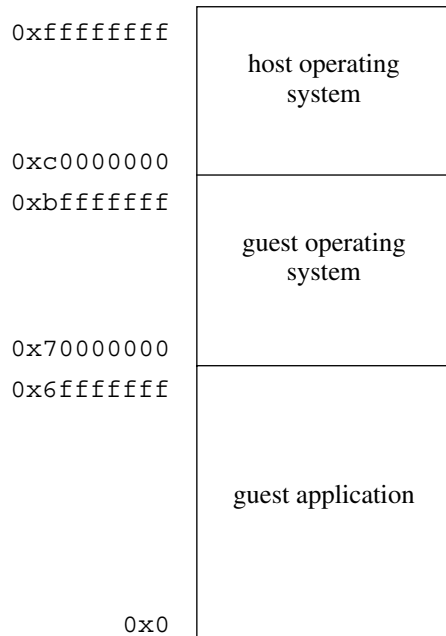 0xffffffff
host operating
system
0xc0000000
0xbfffffff
guest operating
system
0x70000000
0x6fffffff
guest application
0x0